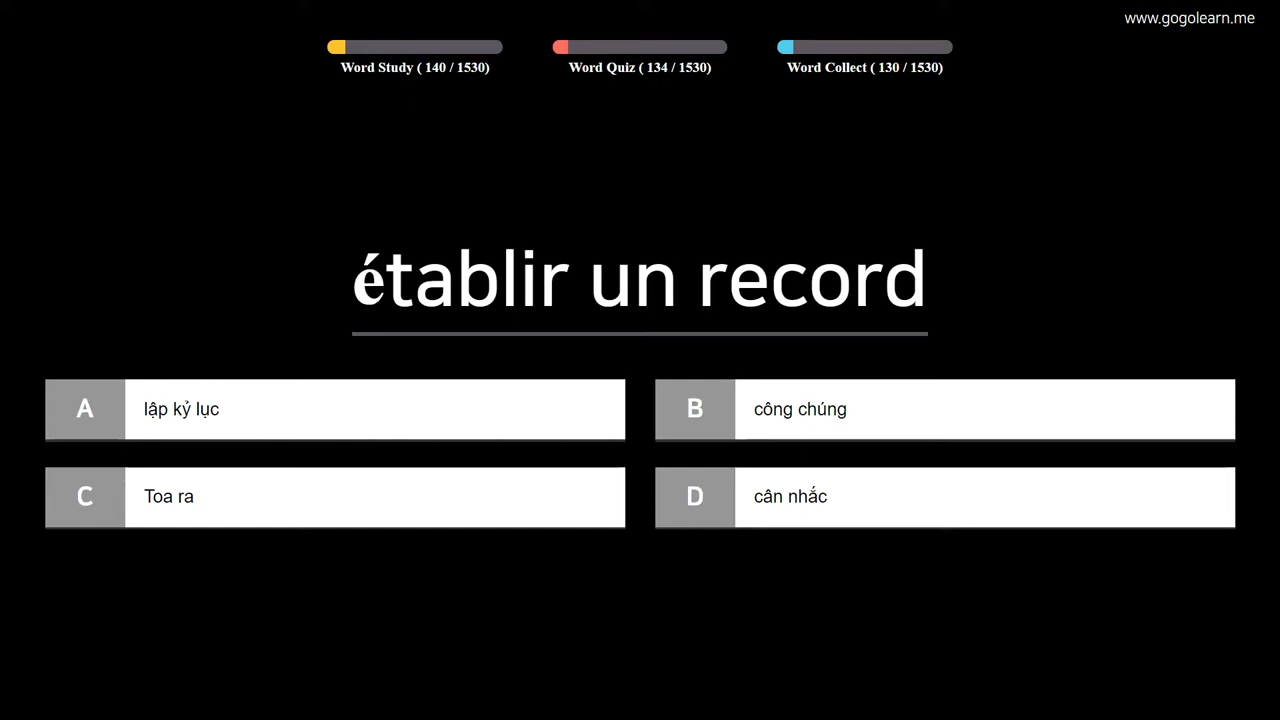 www.gogolearn.me
Word Study ( 140 / 1530)
Word Quiz ( 134 / 1530)
Word Collect ( 130 / 1530)
établir un record
A lập kỷ lục
B công chúng
C Toa ra
D cân nhắc